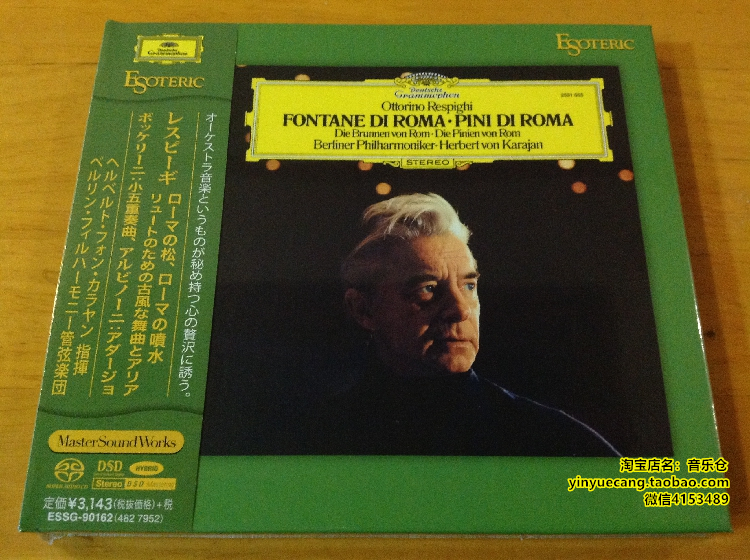 Deutsche
Grammophon
ESOTERIC
オーケストラ音楽というものが秘め持つ心の贅沢に誘う。
レスピーギ ローマの松、ローマの噴水
リュートのための古風な舞曲とアリア
ボッケリーニ:小五重奏曲、アルビノーニ:アダージョ
ヘルベルト・フォン・カラヤン 指揮
ベルリン・フィルハーモニー管弦楽団
MasterSoundWorks
SUPER AUDIO CD
DSD
HYBRID
Stereo
DSD
定価¥3,143(税抜価格)+税
ESSG-90162(482 7952)
ESOTERIC
Deutsche
Grammophon
Ottorino Respighi
FONTANE DI ROMA·PINI DI ROMA
Die Brunnen von Rom·Die Pinien von Rom
Berliner Philharmoniker·Herbert von Karajan
STEREO
淘宝店名：音乐仓
yinyuecang.taobao.com
微信4153489